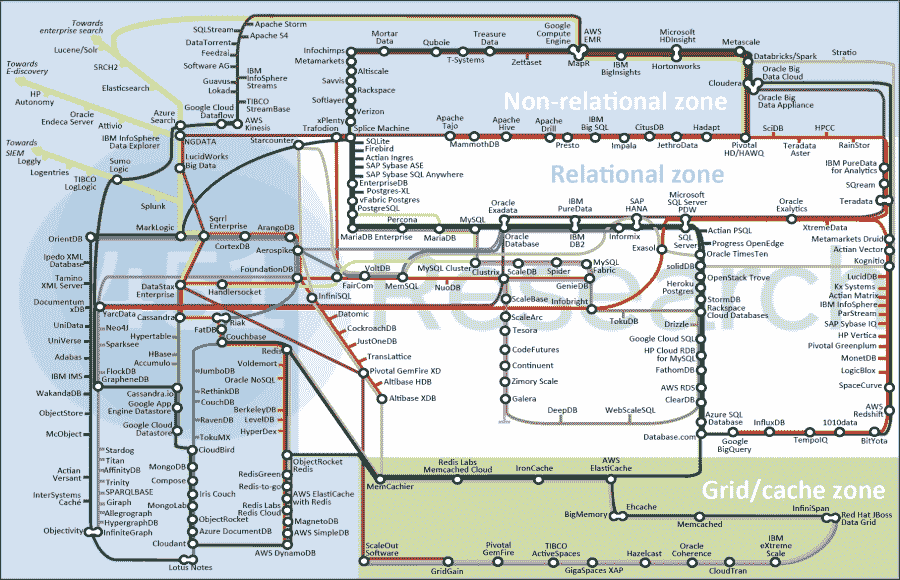 Towards
enterprise search
Lucene/Solr
SRCH2
Towards
E-discovery
Elasticsearch
HP
Autonomy
Oracle
Endeca Server
Attivio
Towards
SIEM
Loggly
Logentries
IBM InfoSphere
Data Explorer
Sumo
Logic
TIBCO
LogLogic
Splunk
SQLStream
DataTorrent
Feedzai
Software AG
Guavus
Lokad
Google Cloud
Dataflow
Azure
Search
Apache Storm
Apache S4
IBM
InfoSphere
Streams
TIBCO
StreamBase
AWS
Kinesis
NGDATA
LucidWorks
Big Data
Starcounter
Infochimps
Metamarkets
Mortar
Data
Quboie
T-Systems
Treasure
Data
Zettaset
Google
Compute
Engine
AWS
EMR
MapR
IBM
BigInsights
Microsoft
HDInsight
Hortonworks
Metascale
Databricks/Spark
Stratio
Cloudera
Oracle Big
Data Cloud
Oracle Big
Data Appliance
Altiscale
Savvis
Rackspace
Softlayer
Verizon
xPlenty
Trafodion
Splice Machine
Non-relational zone
Apache
Tajo
MammothDB
Apache
Hive
Apache
Drill
Presto
IBM
Big SQL
Impala
CitusDB
JethroData
Hadapt
Pivotal
HD/HAWQ
SciDB
Teradata
Aster
HPCC
RainStor
Relational zone
SQLite
Firebird
Actian Ingres
SAP Sybase ASE
SAP Sybase SQL Anywhere
EnterpriseDB
Postgres-XL
vFabric Postgres
PostgreSQL
IBM PureData
for Analytics
SQream
Teradata
Percona
MariaDB Enterprise
MariaDB
MySQL
Oracle
Exadata
Oracle
Database
IBM
PureData
IBM
DB2
SAP
HANA
Informix
Microsoft
SQL Server
PDW
SQL
Server
Exasol
Oracle
Exalytics
XtremeData
MarkLogic
Sqrrl
Enterprise
CortexDB
ArangoDB
Aerospike
FoundationDB
OrientDB
Ipedo XML
Database
Tamino
XML Server
Documentum
xDB
UniData
UniVerse
Adabas
IBM IMS
WakandaDB
ObjectStore
McObject
Actian
Versant
InterSystems
Caché
Objectivity
DataStax
Enterprise
Handlersocket
YarcData
Neo4J
Sparksee
FlockDB
GrapheneDB
Cassandra
Hypertable
HBase
Accumulo
Riak
FatDB
Couchbase
InfiniSQL
VoltDB
FairCom
MemSQL
MySQL Cluster
Clustrix
NuoDB
ScaleDB
Spider
MySQL
Fabric
GenieDB
Infobright
TokuDB
ScaleBase
ScaleArc
Tesora
CodeFutures
Continuent
Zimory Scale
Galera
DeepDB
WebScaleSQL
Actian PSQL
Progress OpenEdge
Oracle TimesTen
solidDB
OpenStack Trove
Heroku
Postgres
StormDB
Rackspace
Cloud Databases
Drizzle
Google Cloud SQL
HP Cloud RDB
for MySQL
FathomDB
AWS RDS
ClearDB
Azure SQL
Database
Database.com
Metamarkets Druid
Actian Vector
Kognitio
LucidDB
Kx Systems
Actian Matrix
IBM InfoSphere
ParStream
SAP Sybase IQ
HP Vertica
Pivotal Greenplum
MonetDB
LogicBlox
SpaceCurve
AWS
Redshift
Google
BigQuery
InfluxDB
TempoIQ
1010data
BitYota
Research
Datomic
CockroachDB
JustOneDB
TransLattice
Pivotal GemFire XD
Altibase HDB
Altibase XDB
Cassandra.io
Google App
Engine Datastore
Google Cloud
Datastore
CloudBird
MongoDB
Compose
MongoLab
Iris Couch
ObjectRocket
Azure DocumentDB
Cloudant
Lotus Notes
Stardog
Titan
AffinityDB
Trinity
SPARQLBASE
Giraph
Allegrograph
HypergraphDB
InfiniteGraph
JumboDB
RethinkDB
CouchDB
RavenDB
TokuMX
Redis
Voldemort
Oracle NoSQL
BerkeleyDB
LevelDB
HyperDex
ObjectRocket
Redis
RedisGreen
Redis-to-go
AWS ElastiCache
with Redis
Redis Labs
Redis Cloud
MagnetoDB
AWS SimpleDB
AWS DynamoDB
MemCachier
Redis Labs
Memcached Cloud
IronCache
AWS
ElastiCache
Grid/cache zone
BigMemory
Ehcache
Memcached
InfiniSpan
Red Hat JBoss
Data Grid
ScaleOut
Software
GridGain
Pivotal
GemFire
TIBCO
ActiveSpaces
GigaSpaces XAP
Hazelcast
Oracle
Coherence
CloudTran
IBM
eXtreme
Scale